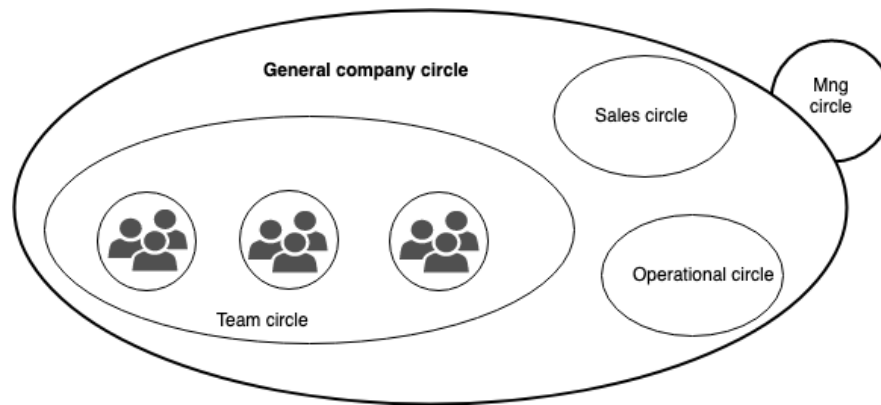 General company circle
Mng
circle
Sales circle
Operational circle
Team circle